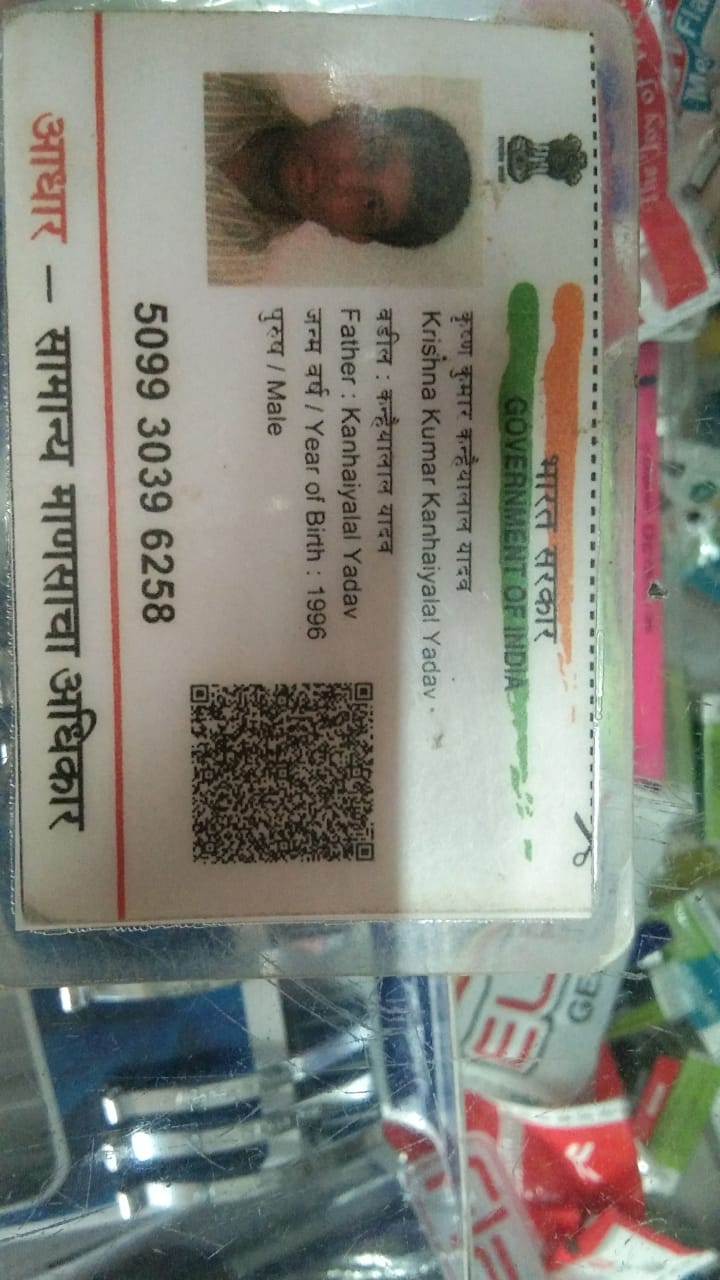 भारत सरकार
GOVERNMENT OF INDIA
कृष्ण कुमार कन्हैयालाल यादव
Krishna Kumar Kanhaiyalal Yadav
वडील : कन्हैयालाल यादव
Father : Kanhaiyalal Yadav
जन्म वर्ष / Year of Birth : 1996
पुरुष / Male
5099 3039 6258
आधार — सामान्य माणसाचा अधिकार